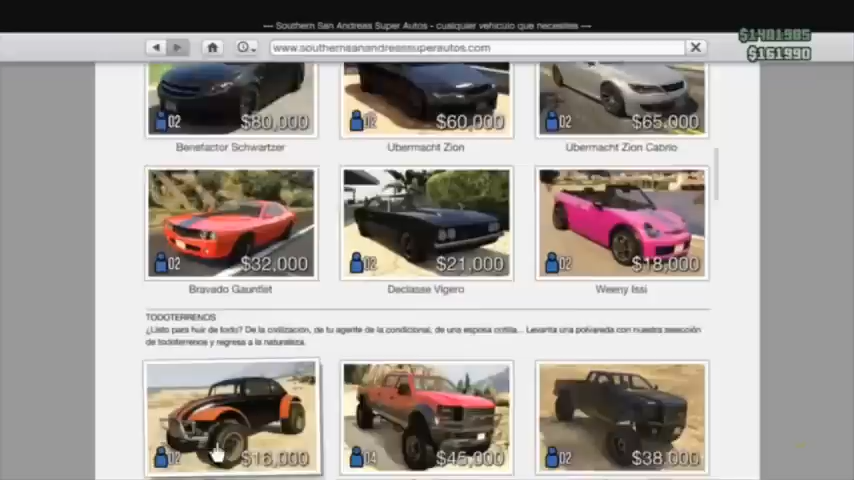 --- Southern San Andreas Super Autos - cualquier vehículo que necesites ---
$1401985
www.southernsanandreassuperautos.com
$161990
02 $80,000
02 $60,000
02 $65,000
Benefactor Schwartzer
Ubermacht Zion
Ubermacht Zion Cabrio
02 $32,000
02 $21,000
02 $18,000
Bravado Gauntlet
Declasse Vigero
Weeny Issi
TODOTERRENOS
¿Listo para huir de todo? De la civilización, de tu agente de la condicional, de una esposa cotilla... Levanta una polvareda con nuestra selección
de todoterrenos y regresa a la naturaleza.
02 $16,000
04 $45,000
02 $38,000